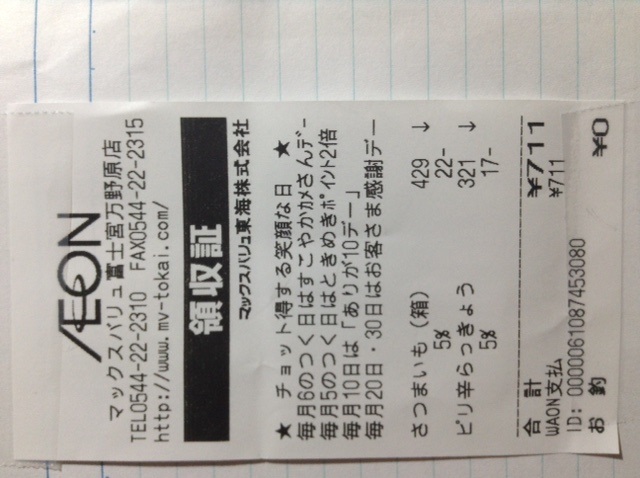 ÆON
マックスバリュ富士宮万野原店
TEL0544-22-2310 FAX0544-22-2315
http://www.mv-tokai.com/
領収証
マックスバリュ東海株式会社
★ チョット得する笑顔な日 ★
毎月6のつく日はすこやかカメさんデー
毎月5のつく日はときめきポイント2倍
毎月10日は「ありが10デー」
毎月20日・30日はお客さま感謝デー
さつまいも(箱) 429 ↓
5% 22-
ピリ辛らっきょう 321 ↓
5% 17-
合 計 ¥711
WAON支払 ¥711
ID: 0000061087453080
お 釣 ¥0